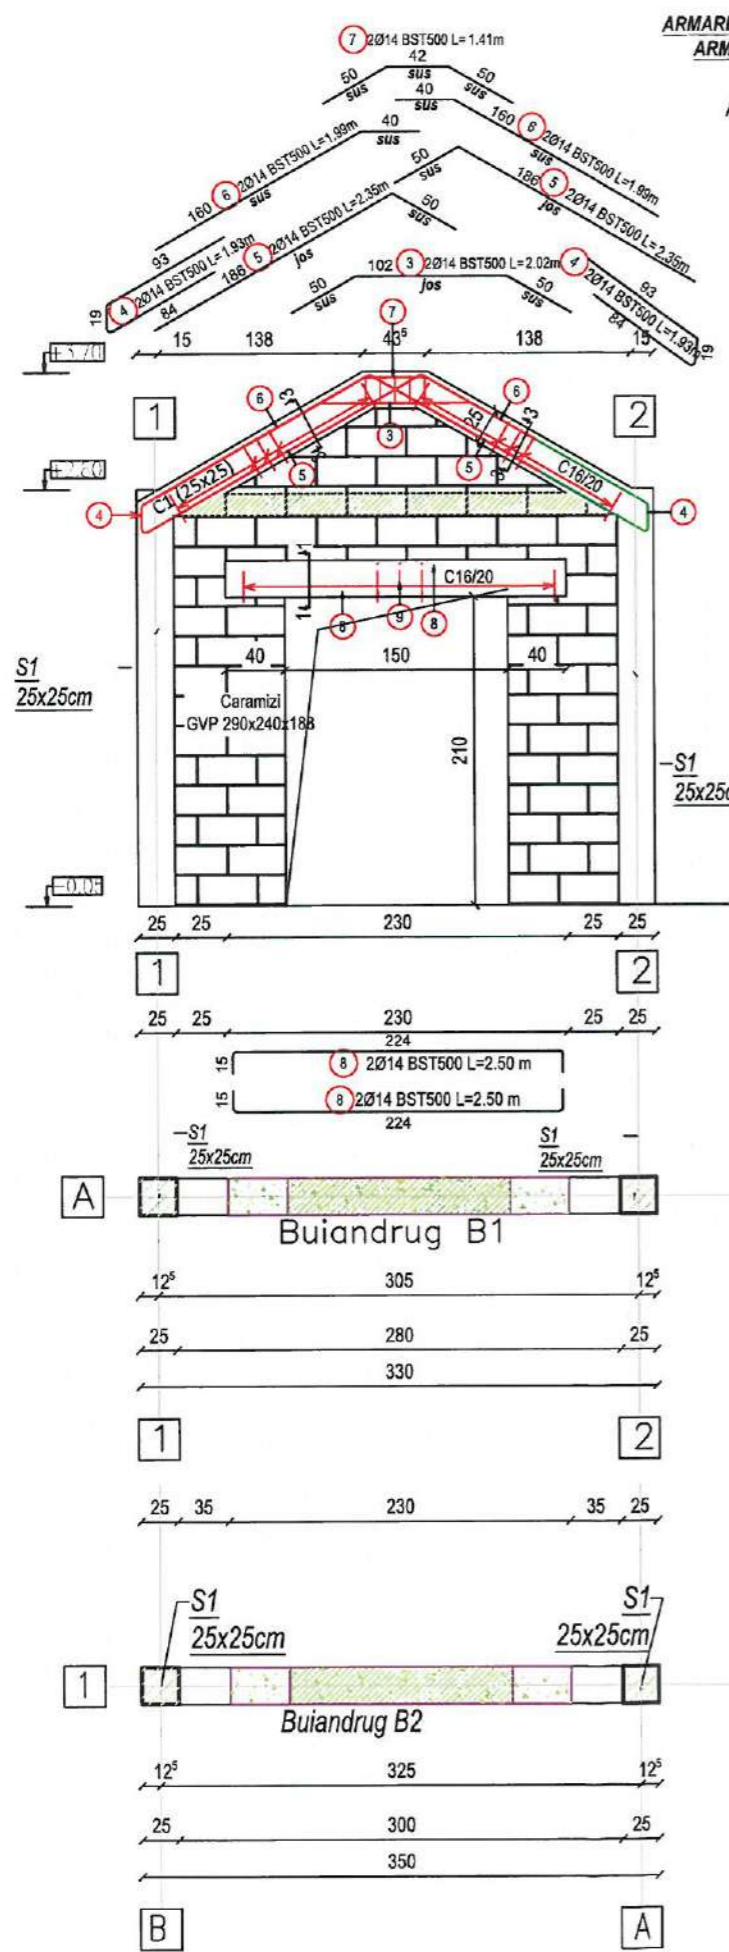 7 2Ø14 BST500 L=1.41m
50 sus 42 sus 50 sus
40 sus
40 sus
160 6 2Ø14 BST500 L=1.99m sus
160 6 2Ø14 BST500 L=1.99m sus
50 sus
186 5 2Ø14 BST500 L=2.35m jos
186 5 2Ø14 BST500 L=2.35m jos
50 sus
93
19 4 2Ø14 BST500 L=1.93m
84
50 sus 102 3 2Ø14 BST500 L=2.02m jos 50 sus
4 2Ø14 BST500 L=1.93m
93
84
19
15 138 43⁵ 138 15
7
1 2
6 6
3
5 5
25
C1 (25x25)
C16/20
4 4
C16/20
8 9 8
40 150 40
S1
25x25cm
Caramizi
GVP 290x240x188
210
S1
25 25 230 25 25
1 2
25 25 230 25 25
224
15 8 2Ø14 BST500 L=2.50 m
15 8 2Ø14 BST500 L=2.50 m
224
S1
25x25cm
S1
25x25cm
A
Buiandrug B1
12⁵ 305 12⁵
25 280 25
330
1 2
25 35 230 35 25
S1
25x25cm
S1
25x25cm
1
Buiandrug B2
12⁵ 325 12⁵
25 300 25
350
B A